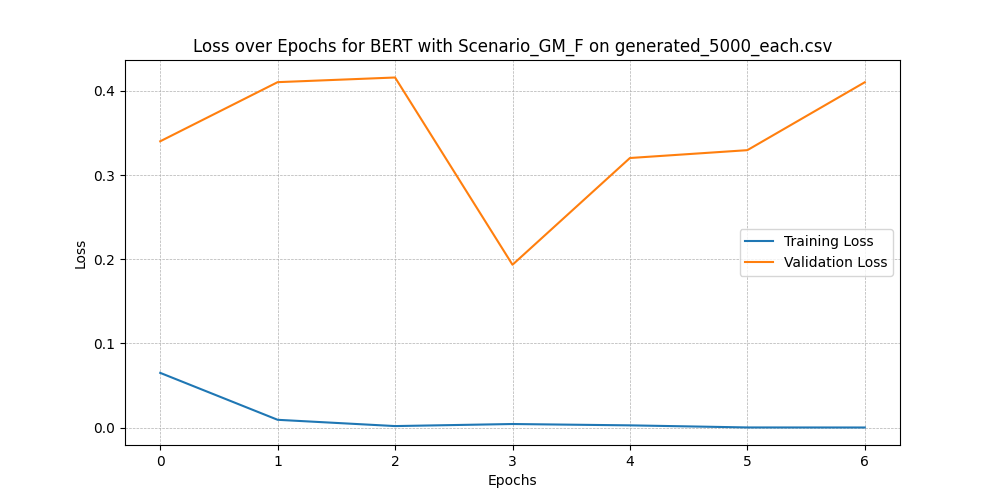 Loss over Epochs for BERT with Scenario_GM_F on generated_5000_each.csv
0.4
0.3
0.2
0.1
0.0
Loss
Training Loss
Validation Loss
0 1 2 3 4 5 6
Epochs